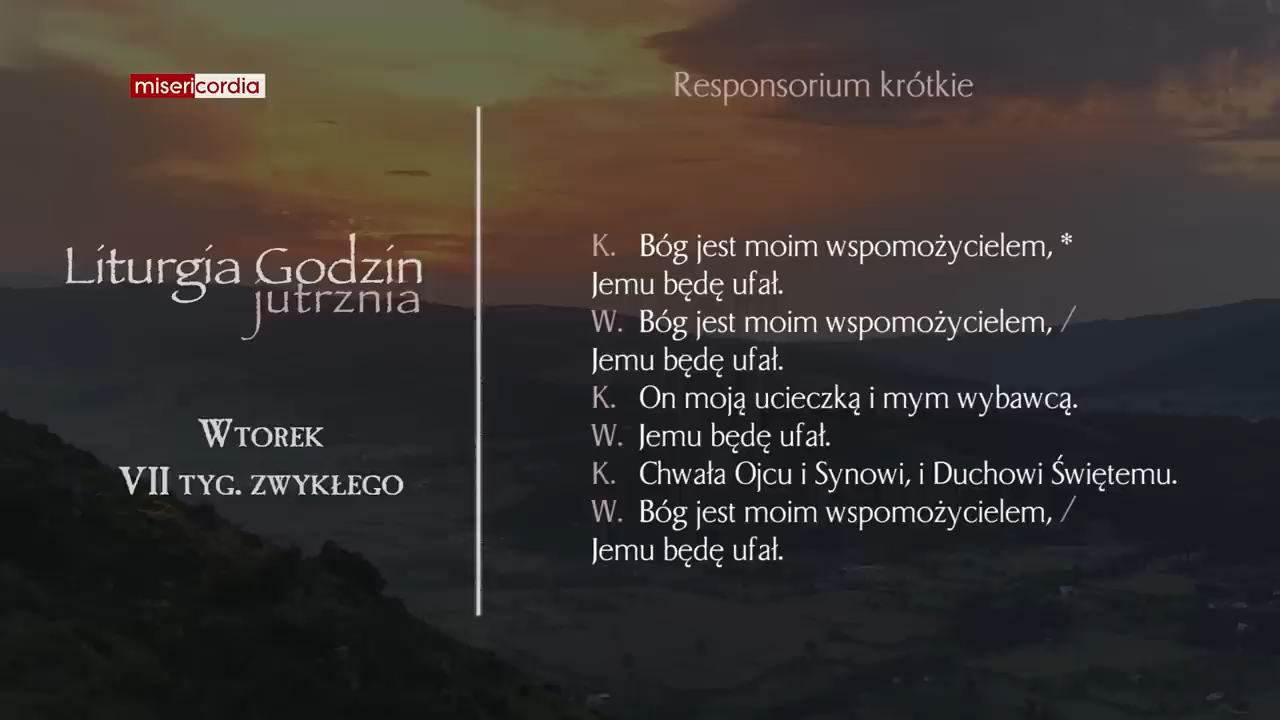 misericordia
Responsorium krótkie
Liturgia Godzin
jutrznia
Wtorek
VII tyg. zwykłego
K. Bóg jest moim wspomożycielem, *
Jemu będę ufał.
W. Bóg jest moim wspomożycielem, /
Jemu będę ufał.
K. On moją ucieczką i mym wybawcą.
W. Jemu będę ufał.
K. Chwała Ojcu i Synowi, i Duchowi Świętemu.
W. Bóg jest moim wspomożycielem, /
Jemu będę ufał.